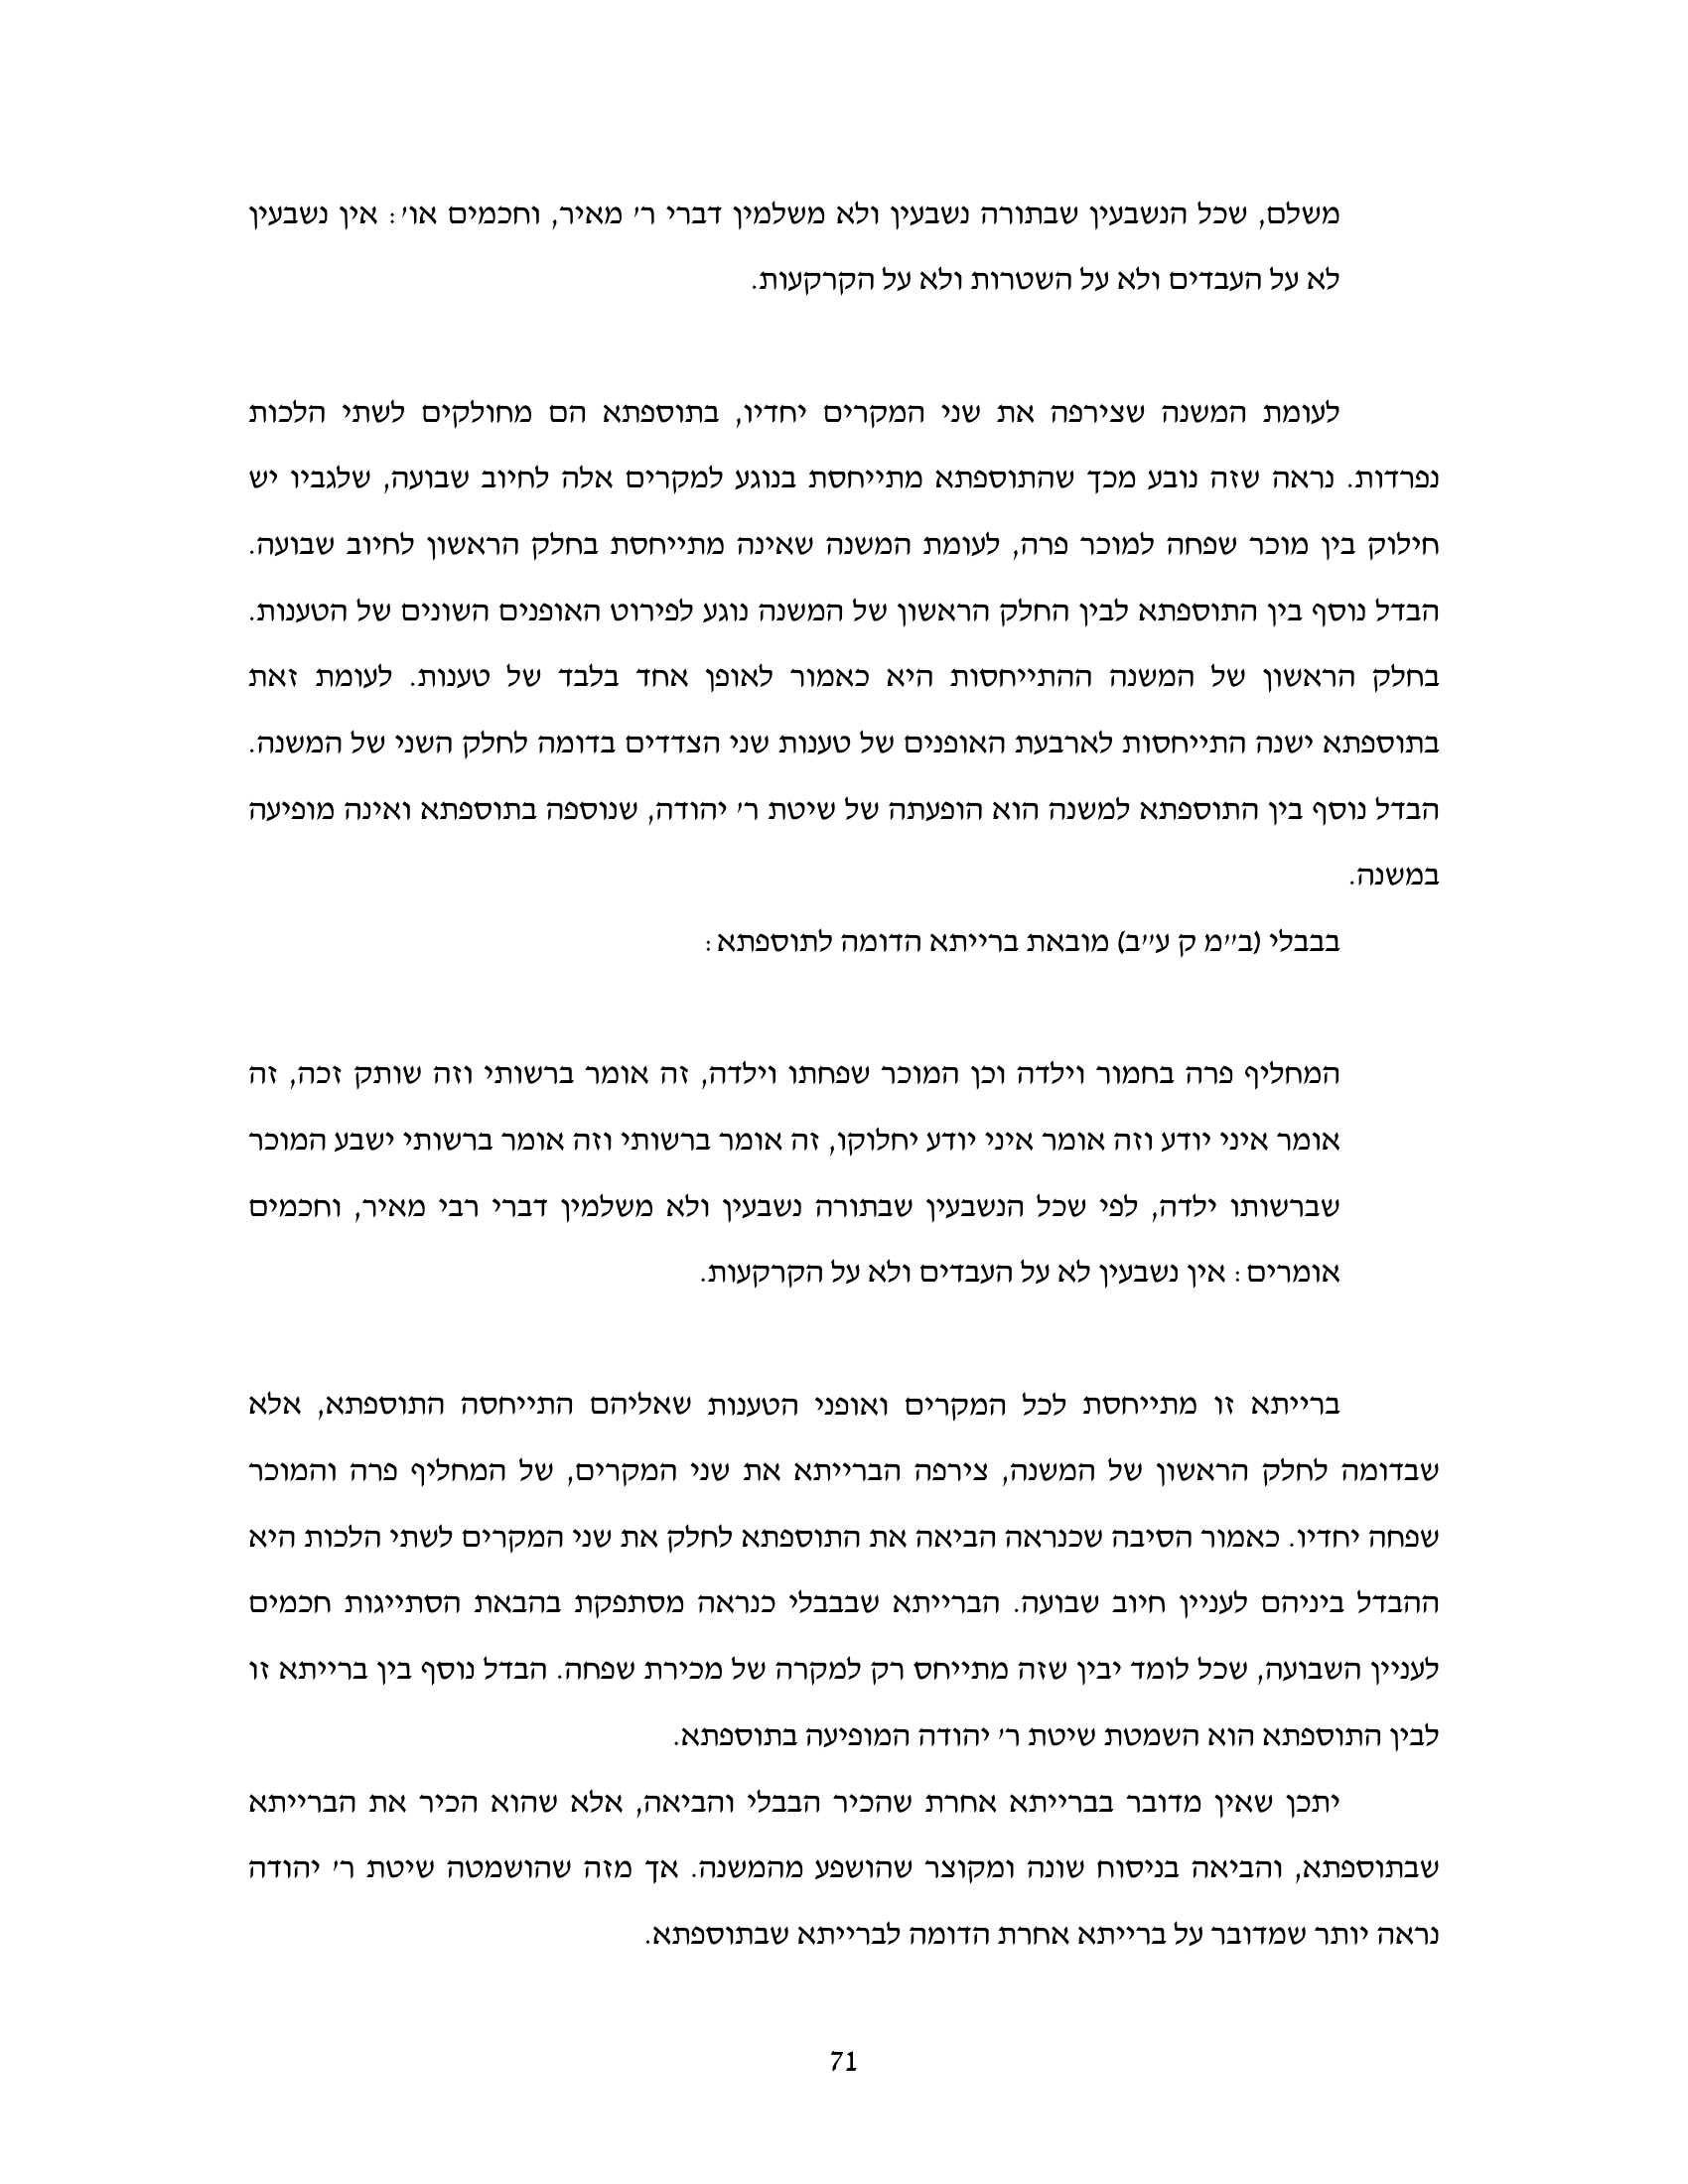 משלם, שכל הנשבעין שבתורה נשבעין ולא משלמין דברי ר׳ מאיר, וחכמים או׳: אין נשבעין
לא על העבדים ולא על השטרות ולא על הקרקעות.
לעומת המשנה שצירפה את שני המקרים יחדיו, בתוספתא הם מחולקים לשתי הלכות
נפרדות. נראה שזה נובע מכך שהתוספתא מתייחסת בנוגע למקרים אלה לחיוב שבועה, שלגביו יש
חילוק בין מוכר שפחה למוכר פרה, לעומת המשנה שאינה מתייחסת בחלק הראשון לחיוב שבועה.
הבדל נוסף בין התוספתא לבין החלק הראשון של המשנה נוגע לפירוט האופנים השונים של הטענות.
בחלק הראשון של המשנה ההתייחסות היא כאמור לאופן אחד בלבד של טענות. לעומת זאת
בתוספתא ישנה התייחסות לארבעת האופנים של טענות שני הצדדים בדומה לחלק השני של המשנה.
הבדל נוסף בין התוספתא למשנה הוא הופעתה של שיטת ר׳ יהודה, שנוספה בתוספתא ואינה מופיעה
במשנה.
בבבלי (ב״מ ק ע״ב) מובאת ברייתא הדומה לתוספתא:
המחליף פרה בחמור וילדה וכן המוכר שפחתו וילדה, זה אומר ברשותי וזה שותק זכה, זה
אומר איני יודע וזה אומר איני יודע יחלוקו, זה אומר ברשותי וזה אומר ברשותי ישבע המוכר
שברשותו ילדה, לפי שכל הנשבעין שבתורה נשבעין ולא משלמין דברי רבי מאיר, וחכמים
אומרים: אין נשבעין לא על העבדים ולא על הקרקעות.
ברייתא זו מתייחסת לכל המקרים ואופני הטענות שאליהם התייחסה התוספתא, אלא
שבדומה לחלק הראשון של המשנה, צירפה הברייתא את שני המקרים, של המחליף פרה והמוכר
שפחה יחדיו. כאמור הסיבה שכנראה הביאה את התוספתא לחלק את שני המקרים לשתי הלכות היא
ההבדל ביניהם לעניין חיוב שבועה. הברייתא שבבבלי כנראה מסתפקת בהבאת הסתייגות חכמים
לעניין השבועה, שכל לומד יבין שזה מתייחס רק למקרה של מכירת שפחה. הבדל נוסף בין ברייתא זו
לבין התוספתא הוא השמטת שיטת ר׳ יהודה המופיעה בתוספתא.
יתכן שאין מדובר בברייתא אחרת שהכיר הבבלי והביאה, אלא שהוא הכיר את הברייתא
שבתוספתא, והביאה בניסוח שונה ומקוצר שהושפע מהמשנה. אך מזה שהושמטה שיטת ר׳ יהודה
נראה יותר שמדובר על ברייתא אחרת הדומה לברייתא שבתוספתא.
71